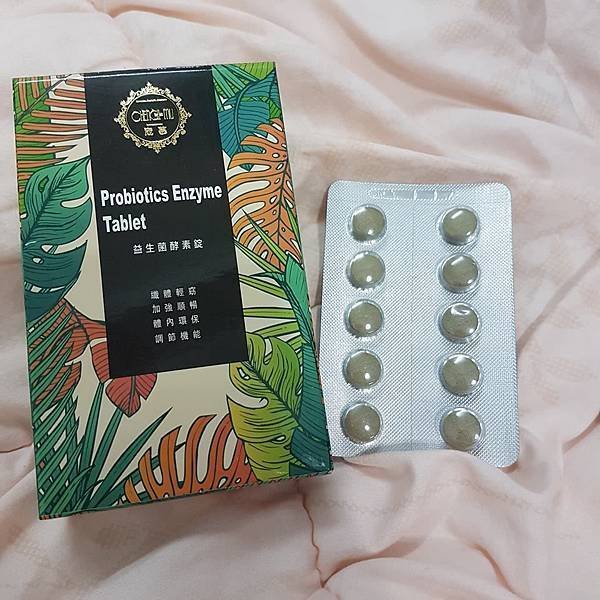 Probiotics Enzyme
Tablet
益生菌酵素錠
纖體輕窈
加強順暢
體內環保
調節機能